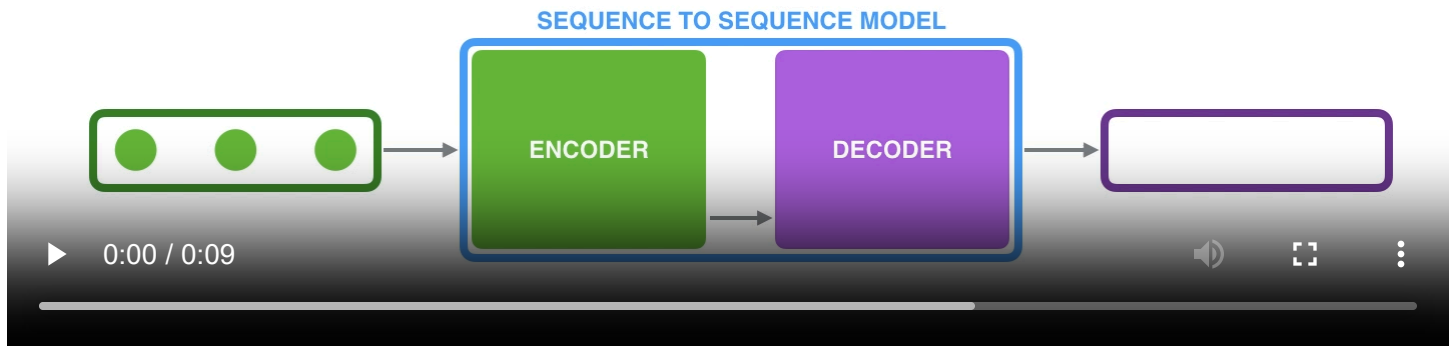 SEQUENCE TO SEQUENCE MODEL
ENCODER
DECODER
0:00 / 0:09